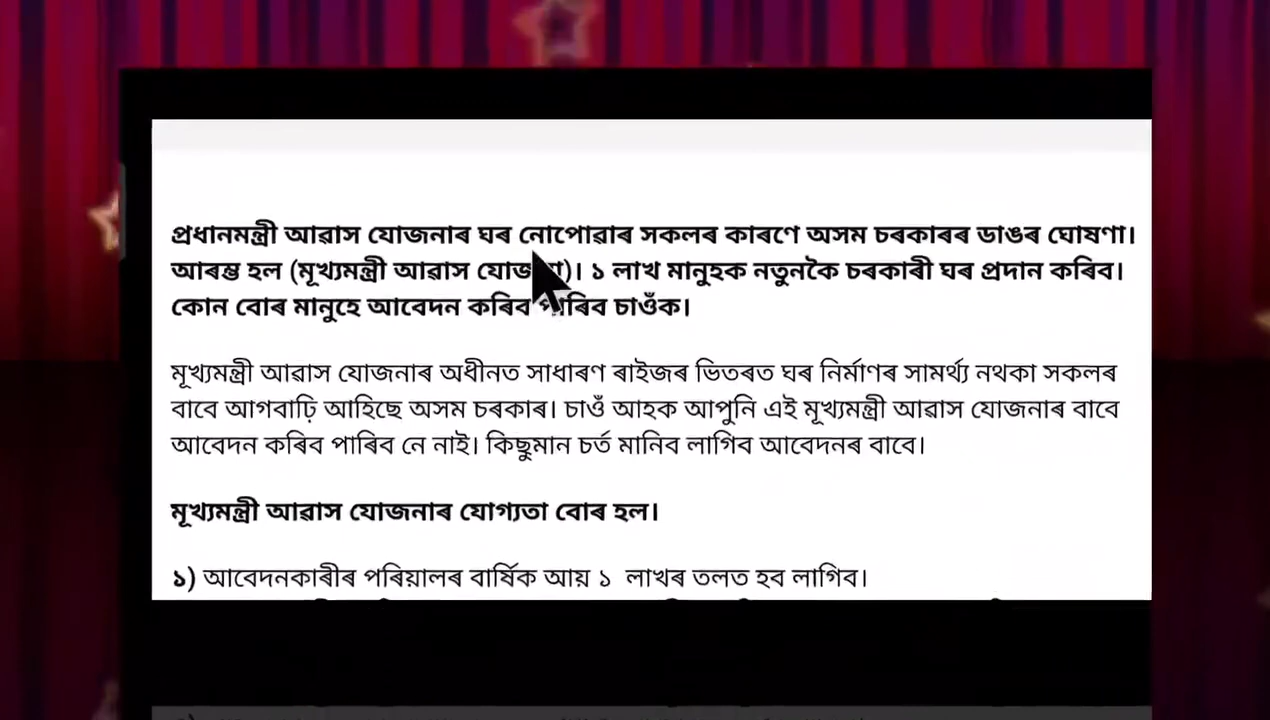 প্ৰধানমন্ত্ৰী আৱাস যোজনাৰ ঘৰ নোপোৱাৰ সকলৰ কাৰণে অসম চৰকাৰৰ ডাঙৰ ঘোষণা।
আৰম্ভ হল (মূখ্যমন্ত্ৰী আৱাস যোজনা)। ১ লাখ মানুহক নতুনকৈ চৰকাৰী ঘৰ প্ৰদান কৰিব।
কোন বোৰ মানুহে আবেদন কৰিব পাৰিব চাওঁক।
মূখ্যমন্ত্ৰী আৱাস যোজনাৰ অধীনত সাধাৰণ ৰাইজৰ ভিতৰত ঘৰ নিৰ্মাণৰ সামৰ্থ্য নথকা সকলৰ
বাবে আগবাঢ়ি আহিছে অসম চৰকাৰ। চাওঁ আহক আপুনি এই মূখ্যমন্ত্ৰী আৱাস যোজনাৰ বাবে
আবেদন কৰিব পাৰিব নে নাই। কিছুমান চৰ্ত মানিব লাগিব আবেদনৰ বাবে।
মূখ্যমন্ত্ৰী আৱাস যোজনাৰ যোগ্যতা বোৰ হল।
১) আবেদনকাৰীৰ পৰিয়ালৰ বাৰ্ষিক আয় ১ লাখৰ তলত হব লাগিব।